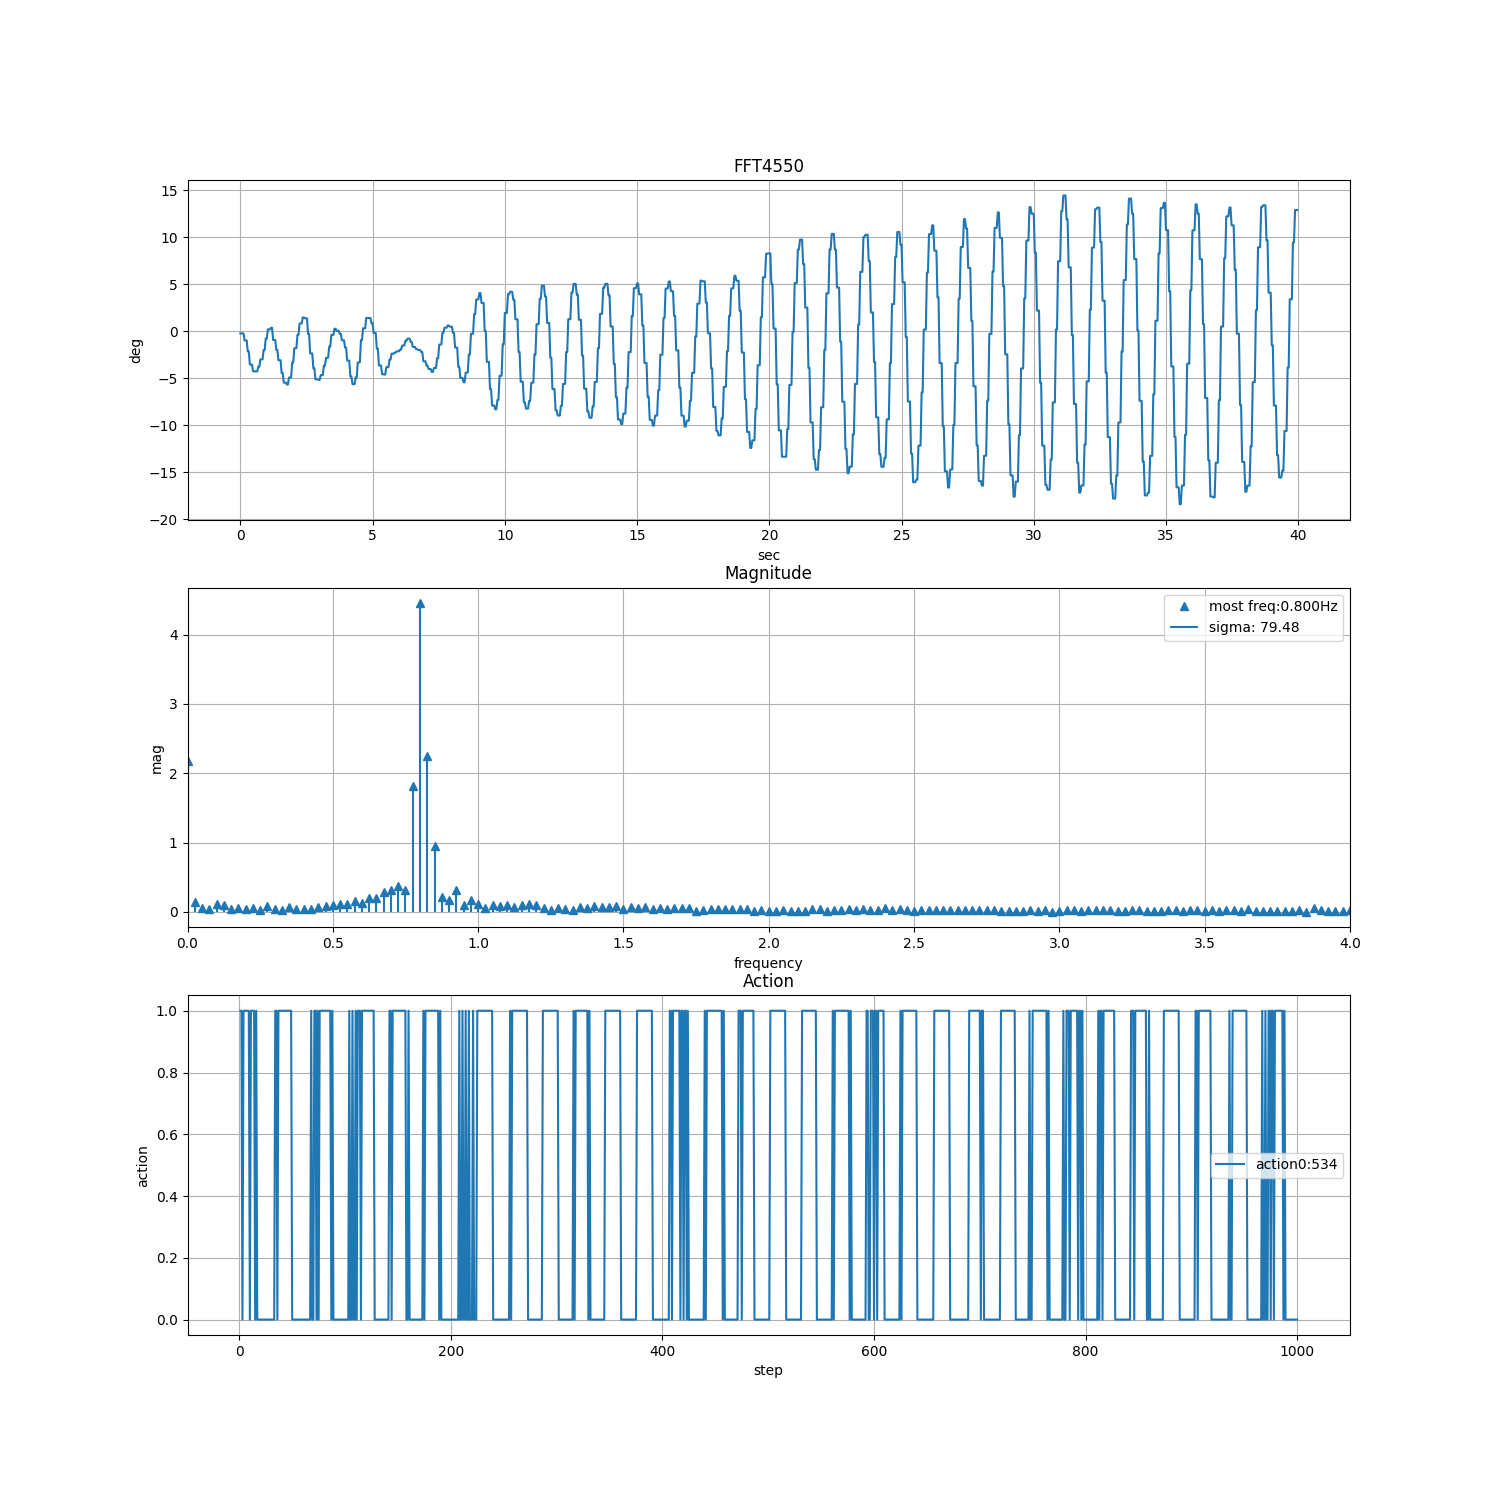 FFT4550
15
10
5
0
−5
−10
−15
−20
deg
0 5 10 15 20 25 30 35 40
sec
Magnitude
most freq:0.800Hz
sigma: 79.48
4
3
2
1
0
mag
0.0 0.5 1.0 1.5 2.0 2.5 3.0 3.5 4.0
frequency
Action
1.0
0.8
0.6
0.4
0.2
0.0
action
action0:534
0 200 400 600 800 1000
step